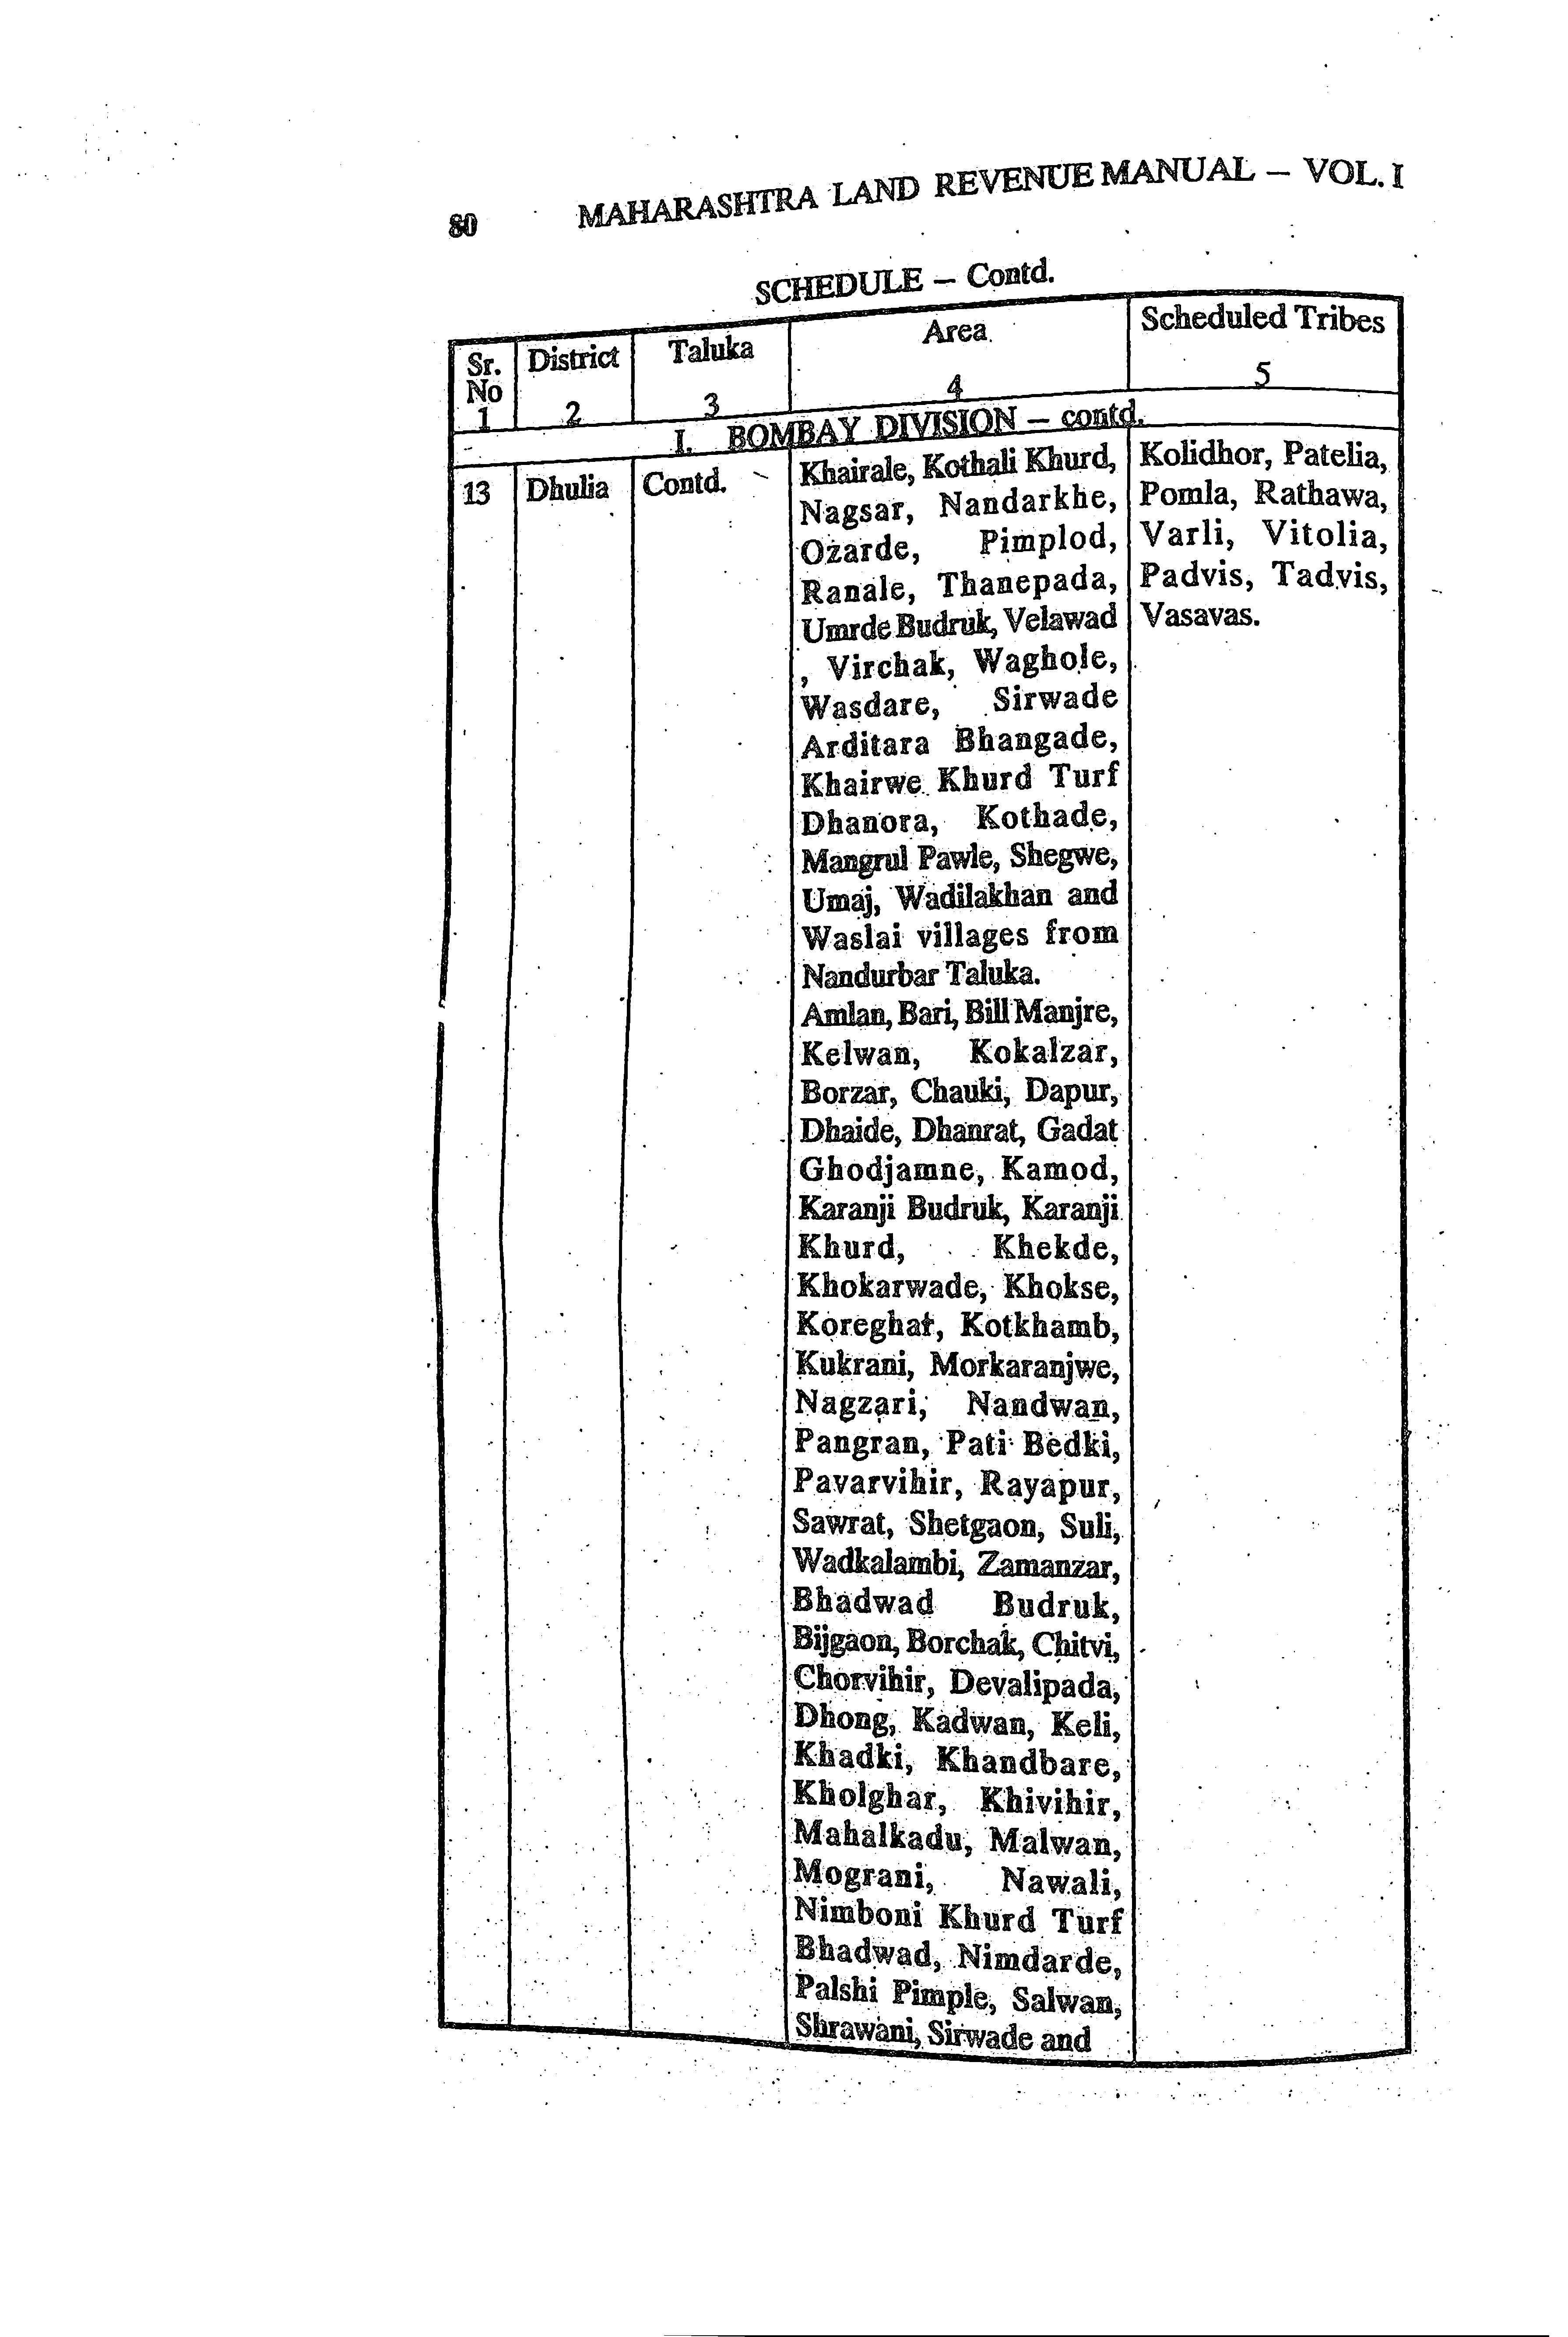 80 MAHARASHTRA LAND REVENUE MANUAL – VOL. I
SCHEDULE – Contd.
Sr. No District Taluka Area Scheduled Tribes
1 2 3 4 5
I. BOMBAY DIVISION – contd.
13 Dhulia Contd. Khairale, Kothali Khurd, Kolidhor, Patelia,
Nagsar, Nandarkhe, Pomla, Rathawa,
Ozarde, Pimplod, Varli, Vitolia,
Ranale, Thanepada, Padvis, Tadvis,
Umrde Budruk, Velawad Vasavas.
, Virchak, Waghole,
Wasdare, Sirwade
Arditara Bhangade,
Khairwe Khurd Turf
Dhanora, Kothade,
Mangrul Pawle, Shegwe,
Umaj, Wadilakhan and
Waslai villages from
Nandurbar Taluka.
Amlan, Bari, Bill Manjre,
Kelwan, Kokalzar,
Borzar, Chauki, Dapur,
Dhaide, Dhanrat, Gadat
Ghodjamne, Kamod,
Karanji Budruk, Karanji
Khurd, Khekde,
Khokarwade, Khokse,
Koreghat, Kotkhamb,
Kukrani, Morkaranjwe,
Nagzari, Nandwan,
Pangran, Pati Bedki,
Pavarvihir, Rayapur,
Sawrat, Shetgaon, Suli,
Wadkalambi, Zamanzar,
Bhadwad Budruk,
Bijgaon, Borchak, Chitvi,
Chorvihir, Devalipada,
Dhong, Kadwan, Keli,
Khadki, Khandbare,
Kholghar, Khivihir,
Mahalkadu, Malwan,
Mograni, Nawali,
Nimboni Khurd Turf
Bhadwad, Nimdarde,
Palshi Pimple, Salwan,
Shrawani, Sirwade and